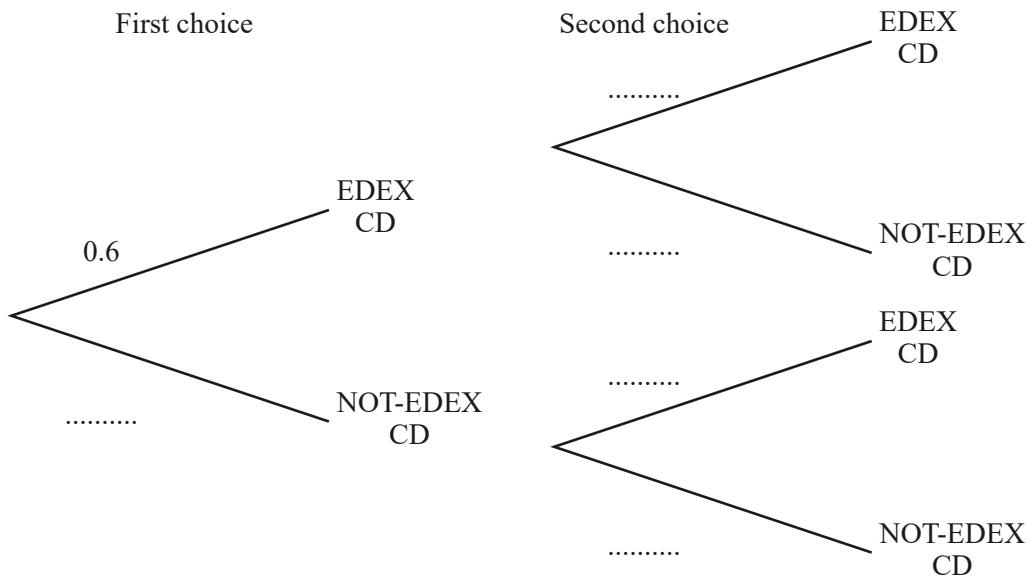 First choice
Second choice
EDEX
CD
..........
EDEX
CD
0.6
NOT-EDEX
CD
..........
EDEX
CD
..........
NOT-EDEX
CD
..........
NOT-EDEX
CD
..........